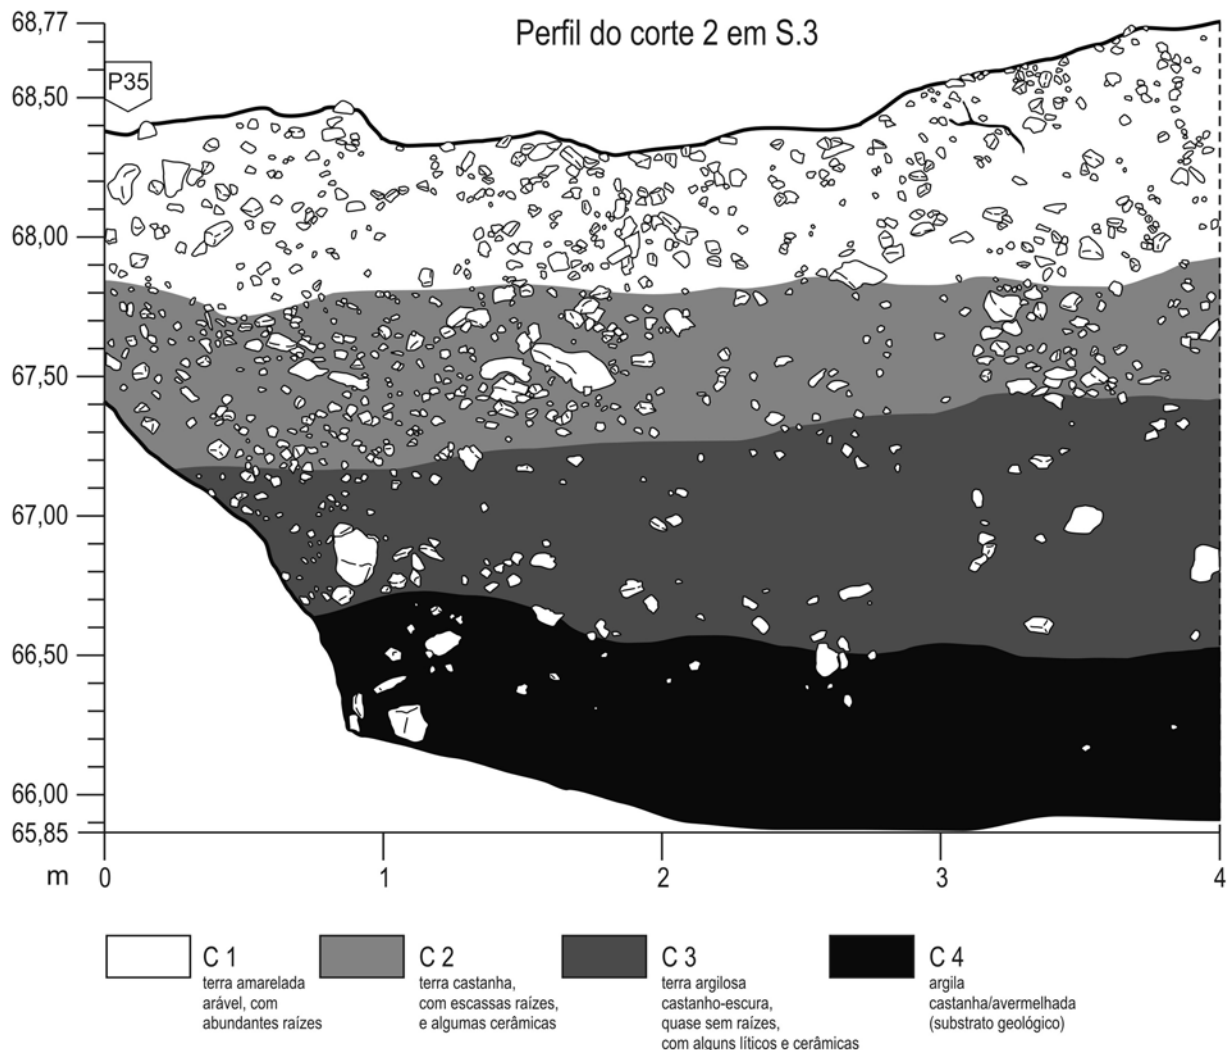 Perfil do corte 2 em S.3
68,77
P35
68,50
68,00
67,50
67,00
66,50
66,00
65,85
m 0 1 2 3 4
C 1
terra amarelada
arável, com
abundantes raízes
C 2
terra castanha,
com escassas raízes,
e algumas cerâmicas
C 3
terra argilosa
castanho-escura,
quase sem raízes,
com alguns líticos e cerâmicas
C 4
argila
castanha/avermelhada
(substrato geológico)